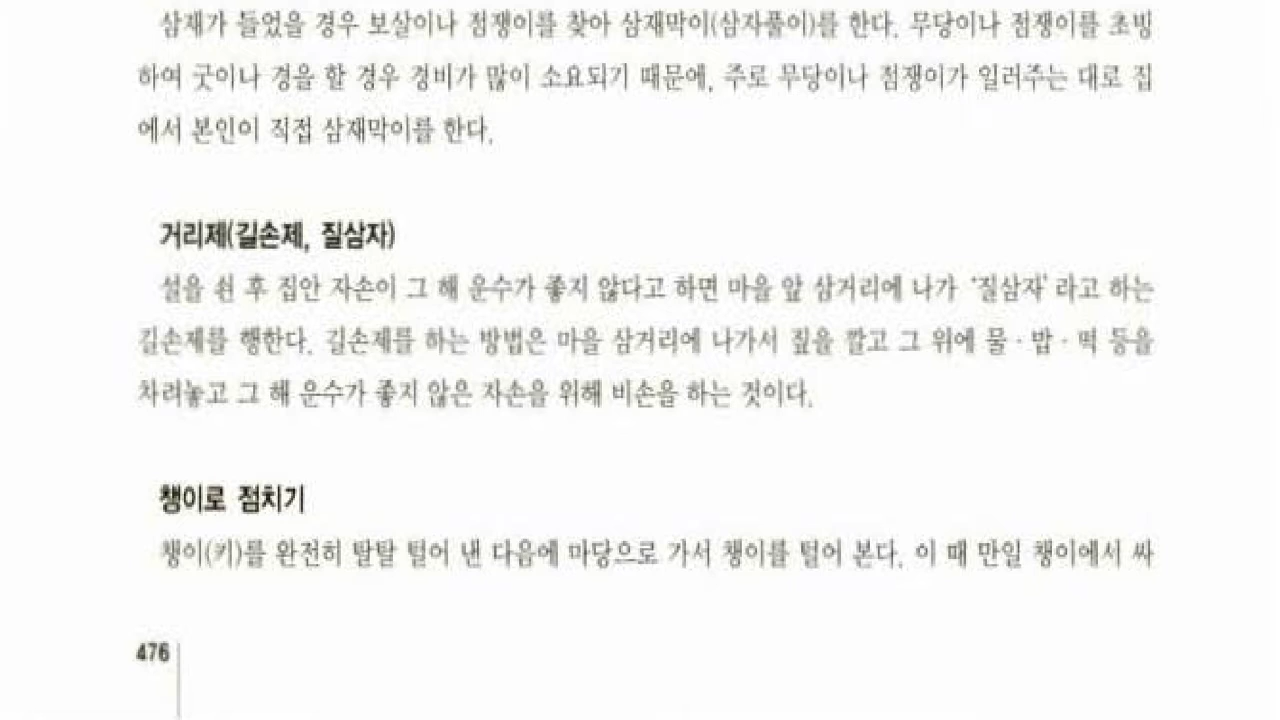 삼재가 들었을 경우 보살이나 점쟁이를 찾아 삼재막이(삼자풀이)를 한다. 무당이나 점쟁이를 초빙
하여 굿이나 경을 할 경우 경비가 많이 소요되기 때문에, 주로 무당이나 점쟁이가 일러주는 대로 집
에서 본인이 직접 삼재막이를 한다.
거리제(길손제, 질삼자)
설을 쇤 후 집안 자손이 그 해 운수가 좋지 않다고 하면 마을 앞 삼거리에 나가 '질삼자' 라고 하는
길손제를 행한다. 길손제를 하는 방법은 마을 삼거리에 나가서 짚을 깔고 그 위에 물 · 밥 · 떡 등을
차려놓고 그 해 운수가 좋지 않은 자손을 위해 비손을 하는 것이다.
챙이로 점치기
챙이(키)를 완전히 탈탈 털어 낸 다음에 마당으로 가서 챙이를 털어 본다. 이 때 만일 챙이에서 싸
476